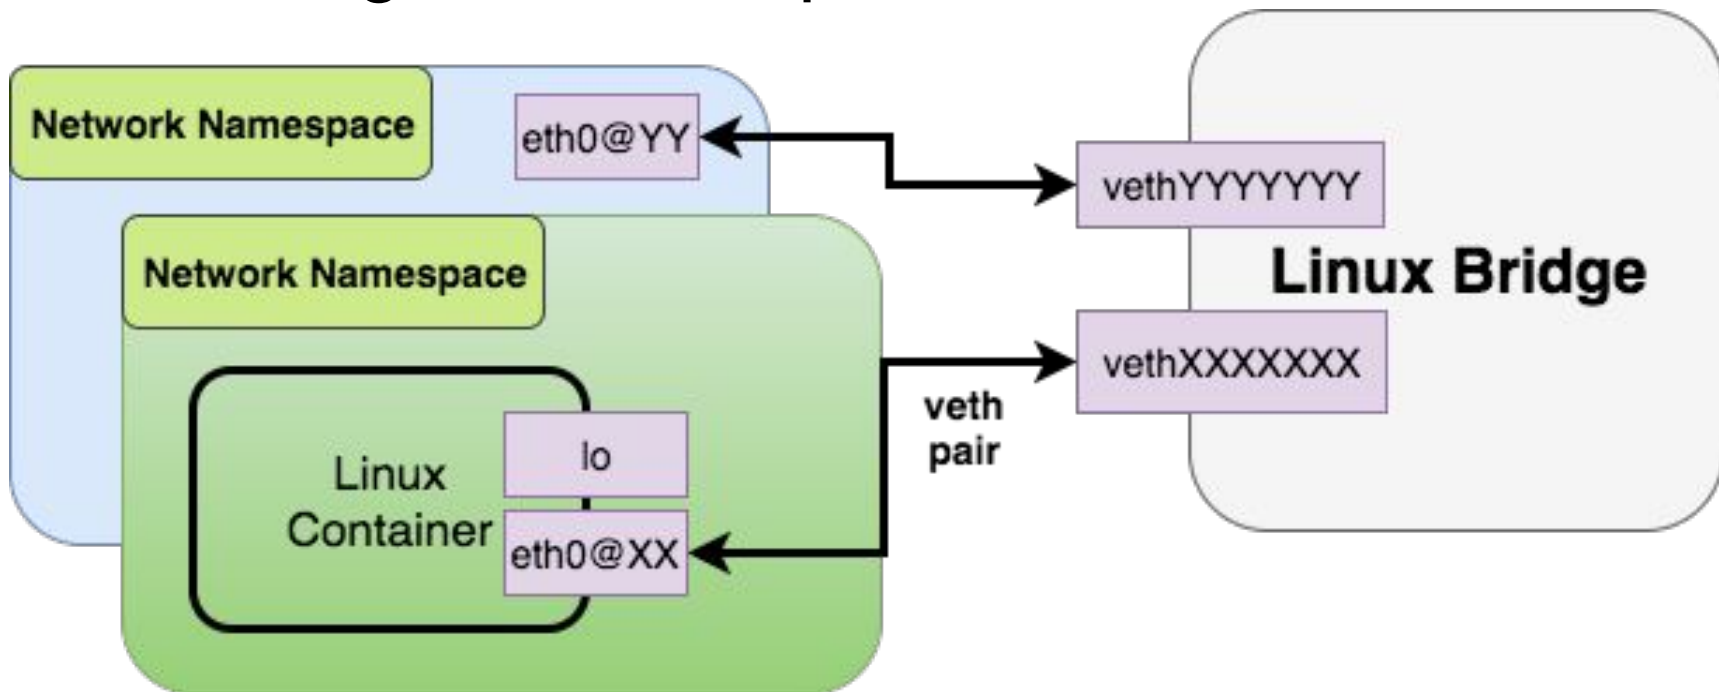 Network Namespace
eth0@YY
vethYYYYYYY
Network Namespace
Linux Bridge
vethXXXXXXX
veth
pair
lo
Linux
Container
eth0@XX